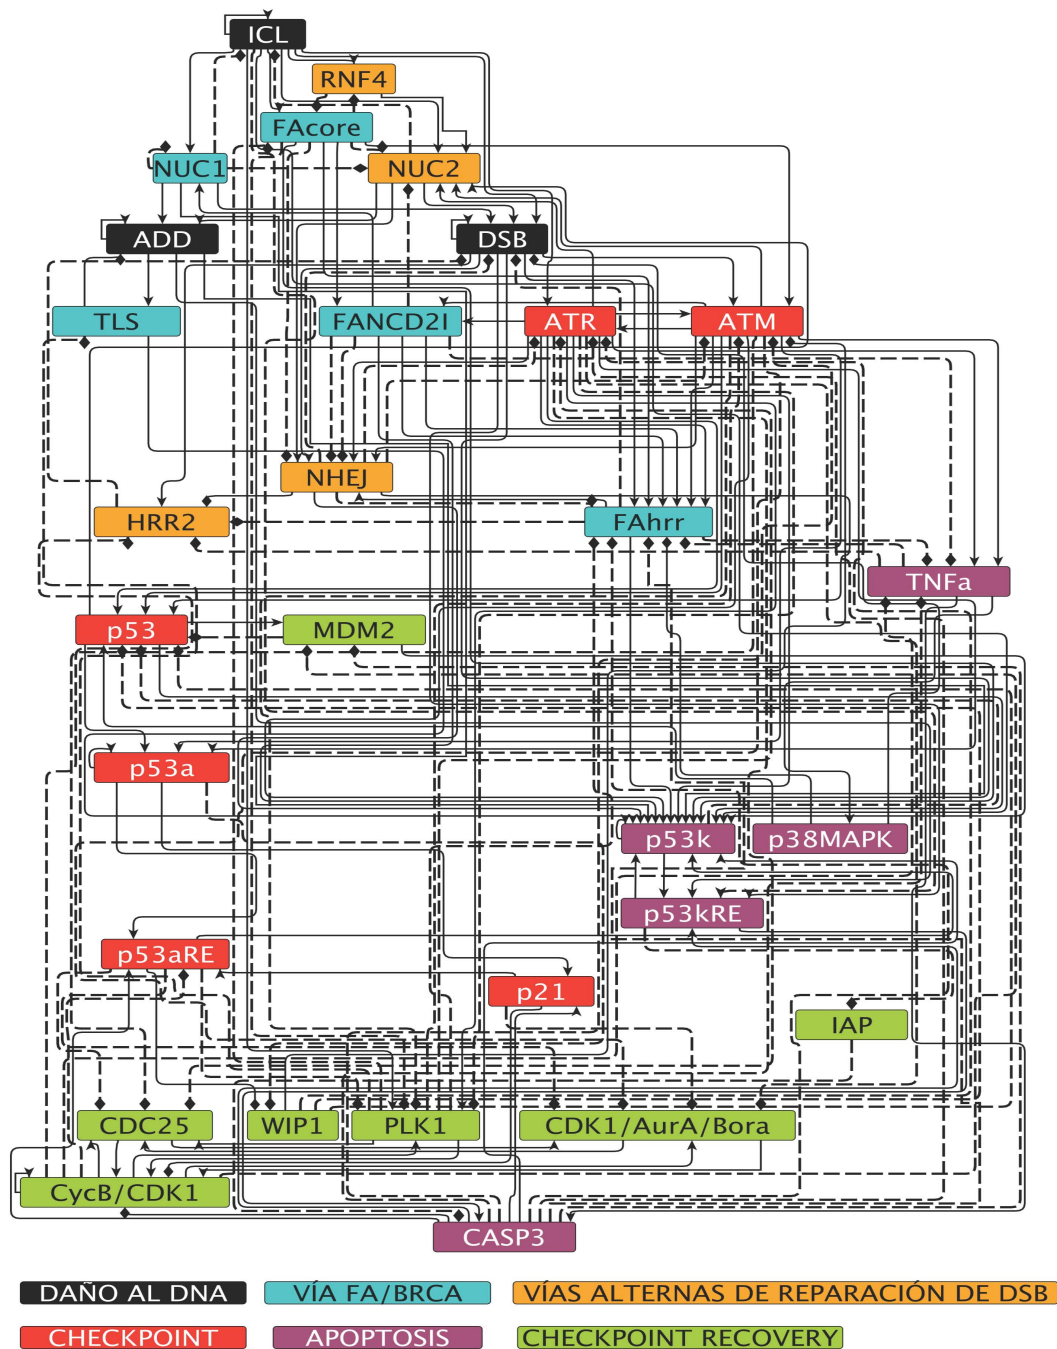 ICL
RNF4
FAcore
NUC1
NUC2
ADD
DSB
TLS
FANCD2I
ATR
ATM
NHEJ
HRR2
FAhrr
TNFa
p53
MDM2
p53a
p53k
p38MAPK
p53kRE
p53aRE
p21
IAP
CDC25
WIP1
PLK1
CDK1/AurA/Bora
CycB/CDK1
CASP3
DAÑO AL DNA
VÍA FA/BRCA
VÍAS ALTERNAS DE REPARACIÓN DE DSB
CHECKPOINT
APOPTOSIS
CHECKPOINT RECOVERY